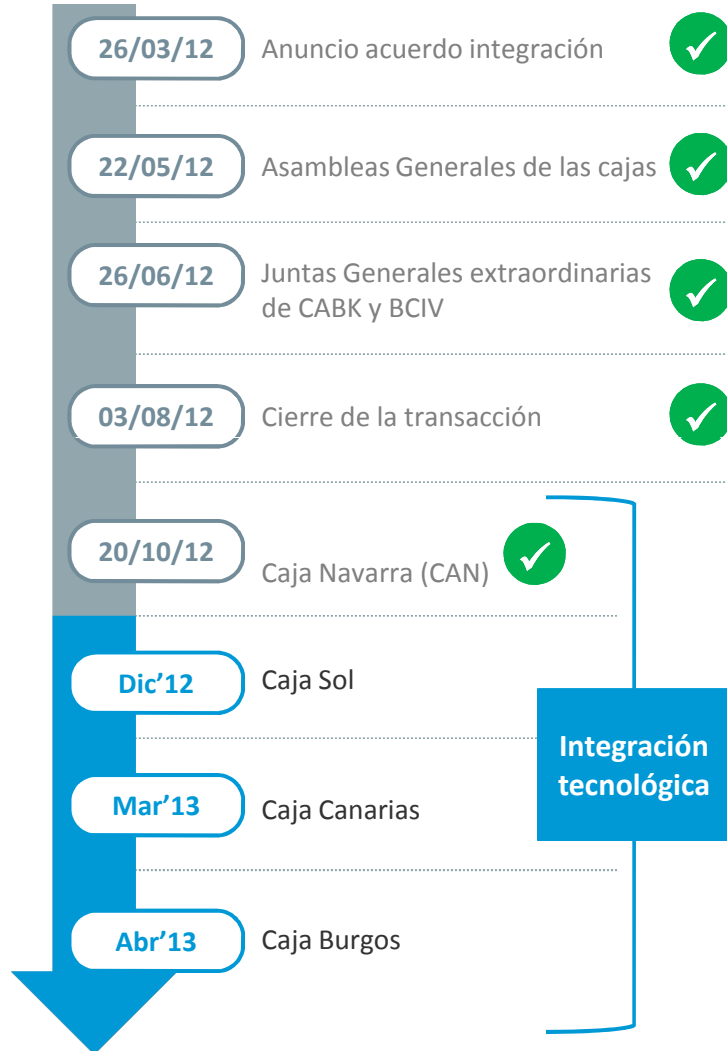 26/03/12 Anuncio acuerdo integración
22/05/12 Asambleas Generales de las cajas
26/06/12 Juntas Generales extraordinarias
de CABK y BCIV
03/08/12 Cierre de la transacción
20/10/12 Caja Navarra (CAN)
Dic’12 Caja Sol
Mar’13 Caja Canarias
Abr’13 Caja Burgos
Integración
tecnológica